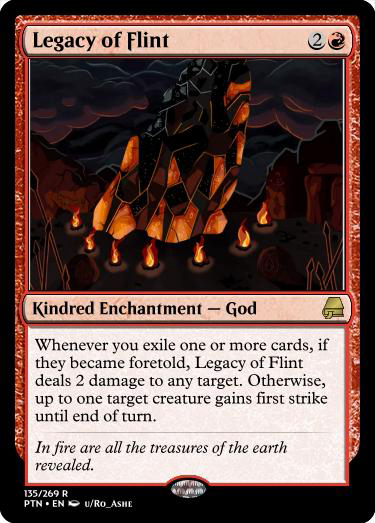 Legacy of Flint 2
Kindred Enchantment — God
Whenever you exile one or more cards, if
they became foretold, Legacy of Flint
deals 2 damage to any target. Otherwise,
up to one target creature gains first strike
until end of turn.
In fire are all the treasures of the earth
revealed.
135/269 R
PTN • EN u/Ro_Ashe